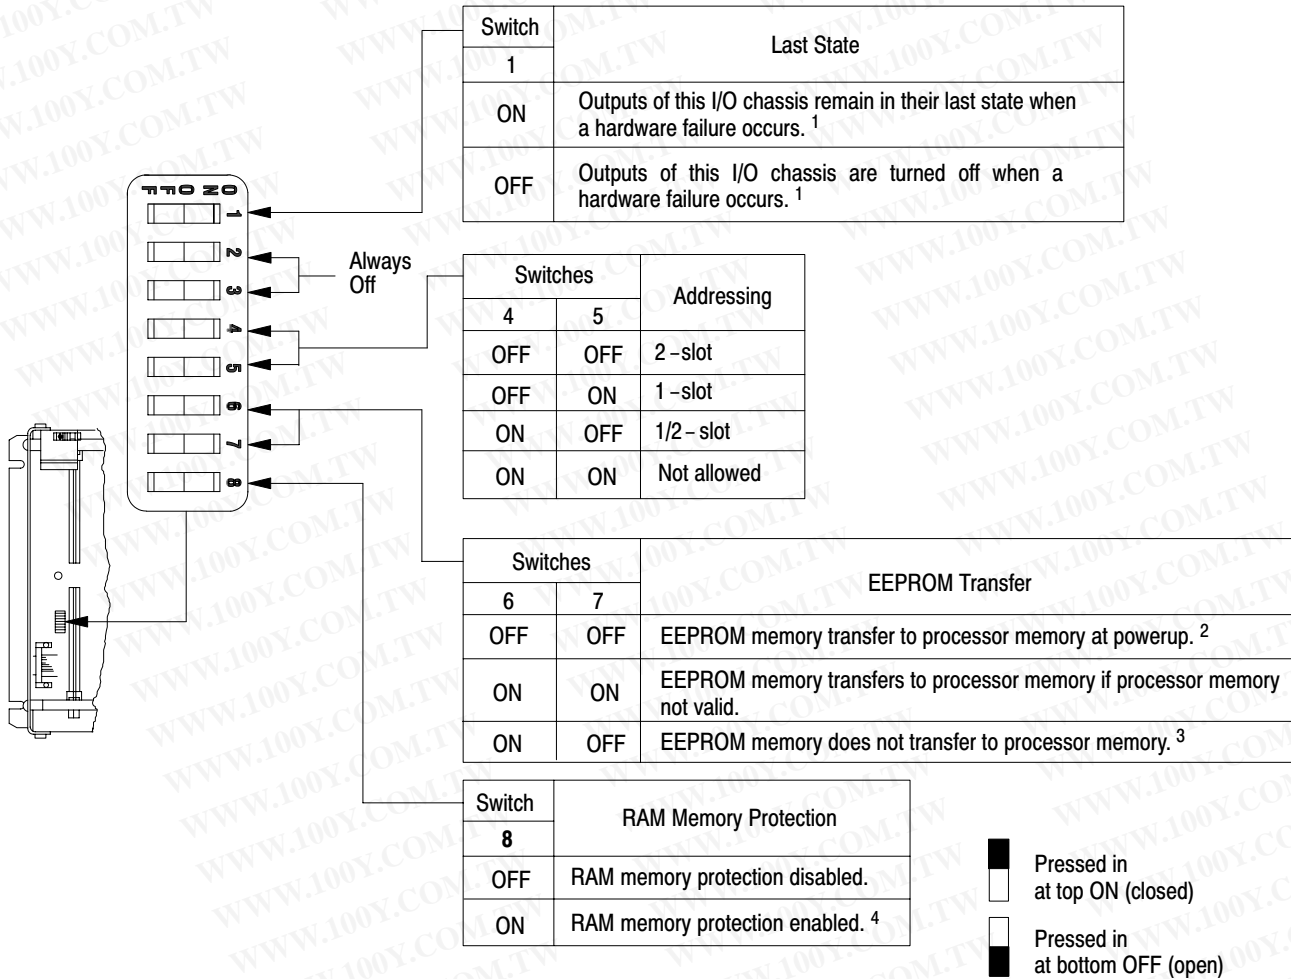 Switch
1
Last State
ON
Outputs of this I/O chassis remain in their last state when
a hardware failure occurs. 1
OFF
Outputs of this I/O chassis are turned off when a
hardware failure occurs. 1
ON OFF
1
2
3
4
5
6
7
8
Always
Off
Switches
Addressing
4 5
OFF OFF 2 – slot
OFF ON 1 – slot
ON OFF 1/2 – slot
ON ON Not allowed
Switches
EEPROM Transfer
6 7
OFF OFF EEPROM memory transfer to processor memory at powerup. 2
ON ON EEPROM memory transfers to processor memory if processor memory
not valid.
ON OFF EEPROM memory does not transfer to processor memory. 3
Switch
8
RAM Memory Protection
OFF RAM memory protection disabled.
ON RAM memory protection enabled. 4
Pressed in
at top ON (closed)
Pressed in
at bottom OFF (open)
WWW.100Y.COM.TW